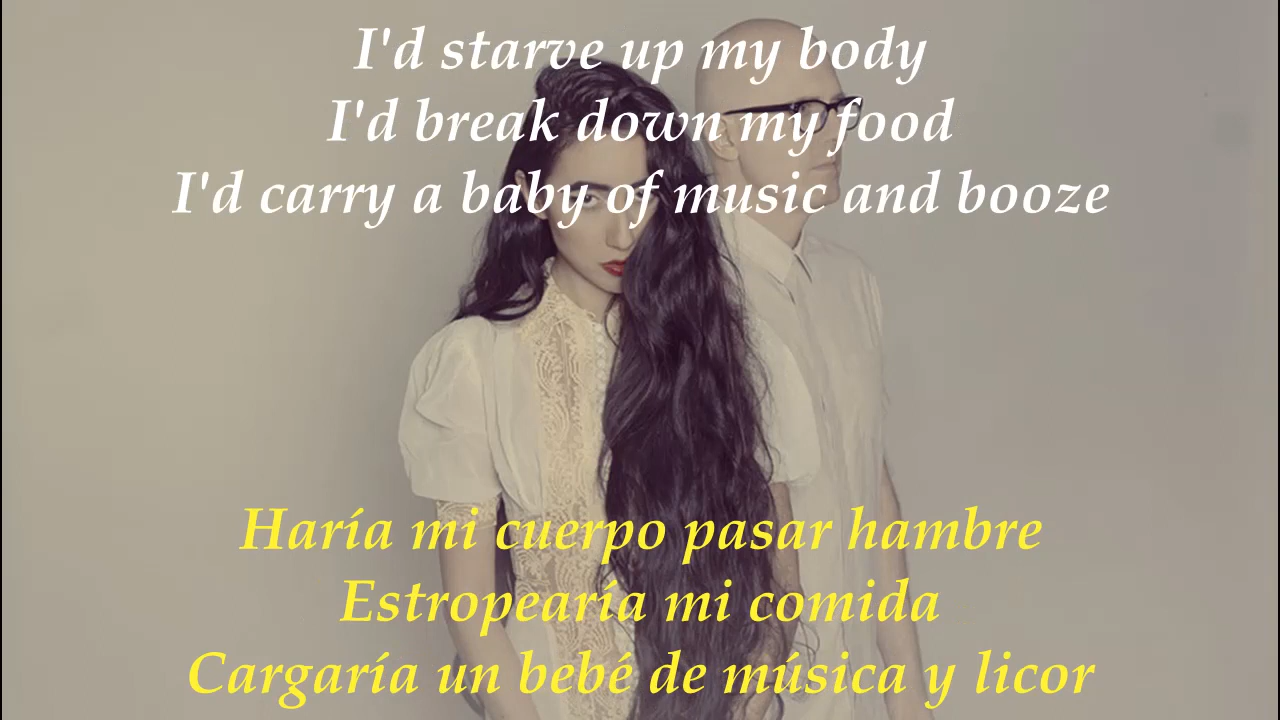 I'd starve up my body
I'd break down my food
I'd carry a baby of music and booze
Haría mi cuerpo pasar hambre
Estropearía mi comida
Cargaría un bebé de música y licor